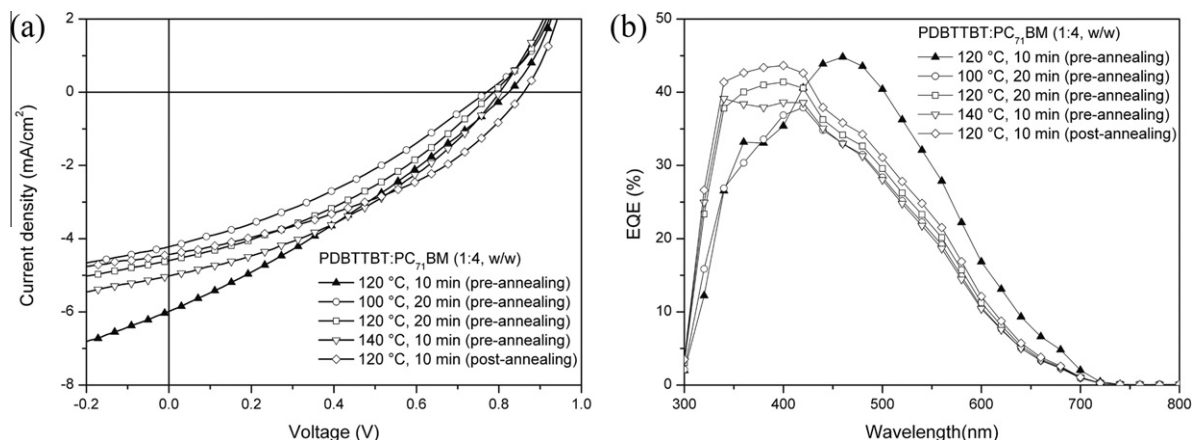 (a)
2
0
-2
-4
-6
-8
Current density (mA/cm²)
PDBTTBT:PC₇₁BM (1:4, w/w)
120 °C, 10 min (pre-annealing)
100 °C, 20 min (pre-annealing)
120 °C, 20 min (pre-annealing)
140 °C, 10 min (pre-annealing)
120 °C, 10 min (post-annealing)
-0.2 0.0 0.2 0.4 0.6 0.8 1.0
Voltage (V)
(b)
50
40
30
20
10
0
EQE (%)
PDBTTBT:PC₇₁BM (1:4, w/w)
120 °C, 10 min (pre-annealing)
100 °C, 20 min (pre-annealing)
120 °C, 20 min (pre-annealing)
140 °C, 10 min (pre-annealing)
120 °C, 10 min (post-annealing)
300 400 500 600 700 800
Wavelength(nm)